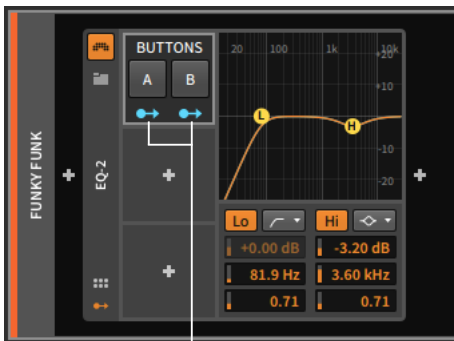 FUNKY FUNK
EQ-2
BUTTONS
A B
20 100 1k 10k
+20
+10
-10
-20
L
H
Lo Hi
+0.00 dB -3.20 dB
81.9 Hz 3.60 kHz
0.71 0.71